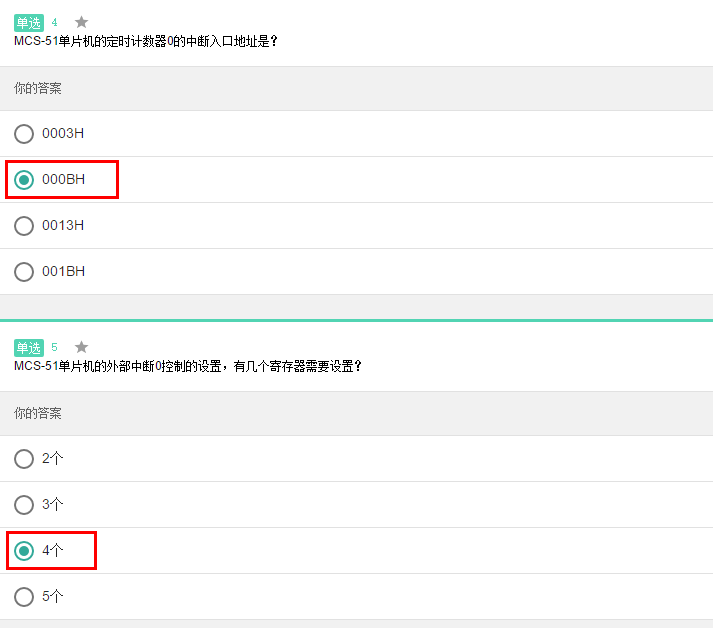 单选 4 ★
MCS-51单片机的定时计数器0的中断入口地址是?
你的答案
0003H
000BH
0013H
001BH
单选 5 ★
MCS-51单片机的外部中断0控制的设置，有几个寄存器需要设置?
你的答案
2个
3个
4个
5个